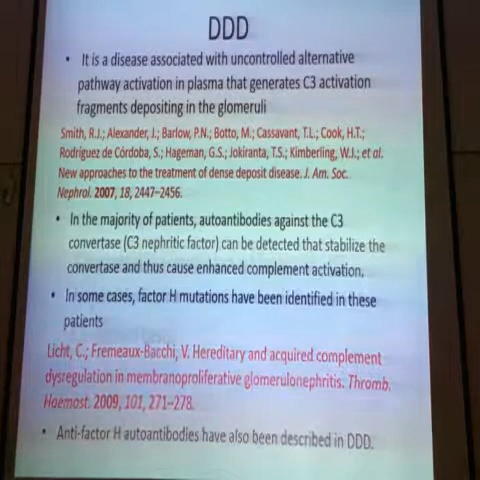 DDD
• It is a disease associated with uncontrolled alternative
pathway activation in plasma that generates C3 activation
fragments depositing in the glomeruli
Smith, R.J.; Alexander, J.; Barlow, P.N.; Botto, M.; Cassavant, T.L.; Cook, H.T.;
Rodriguez de Córdoba, S.; Hageman, G.S.; Jokiranta, T.S.; Kimberling, W.J.; et al.
New approaches to the treatment of dense deposit disease. J. Am. Soc.
Nephrol. 2007, 18, 2447–2456.
• In the majority of patients, autoantibodies against the C3
convertase (C3 nephritic factor) can be detected that stabilize the
convertase and thus cause enhanced complement activation.
• In some cases, factor H mutations have been identified in these
patients
Licht, C.; Fremeaux-Bacchi, V. Hereditary and acquired complement
dysregulation in membranoproliferative glomerulonephritis. Thromb.
Haemost. 2009, 101, 271–278.
• Anti-factor H autoantibodies have also been described in DDD.